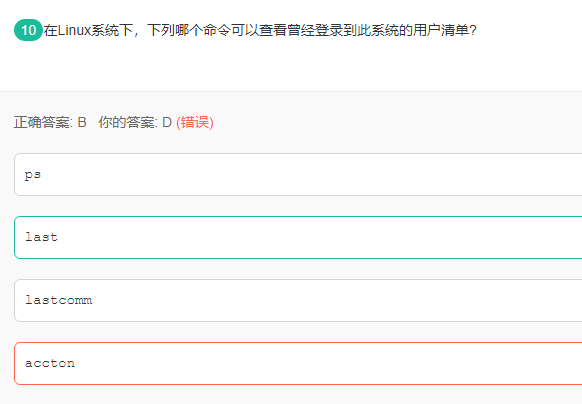 10 在Linux系统下，下列哪个命令可以查看曾经登录到此系统的用户清单?
正确答案: B 你的答案: D (错误)
ps
last
lastcomm
accton